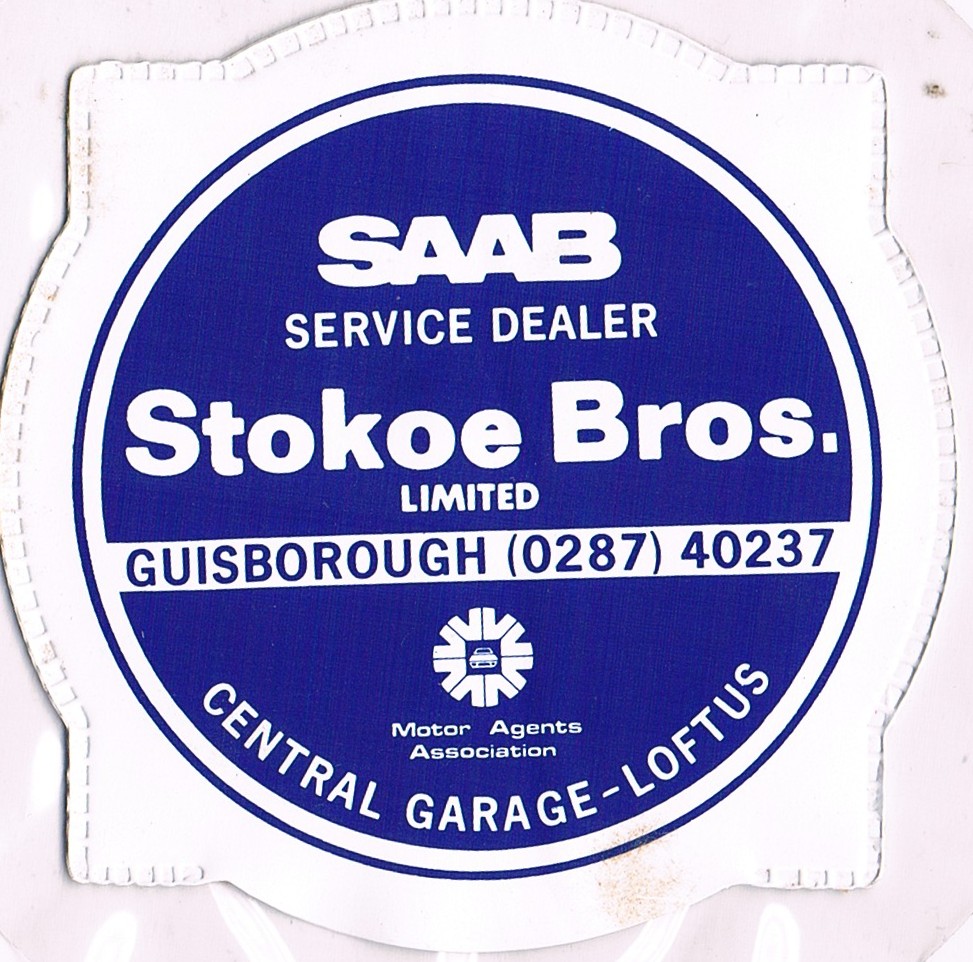 SAAB
SERVICE DEALER
Stokoe Bros.
LIMITED
GUISBOROUGH (0287) 40237
Motor Agents
Association
CENTRAL GARAGE-LOFTUS